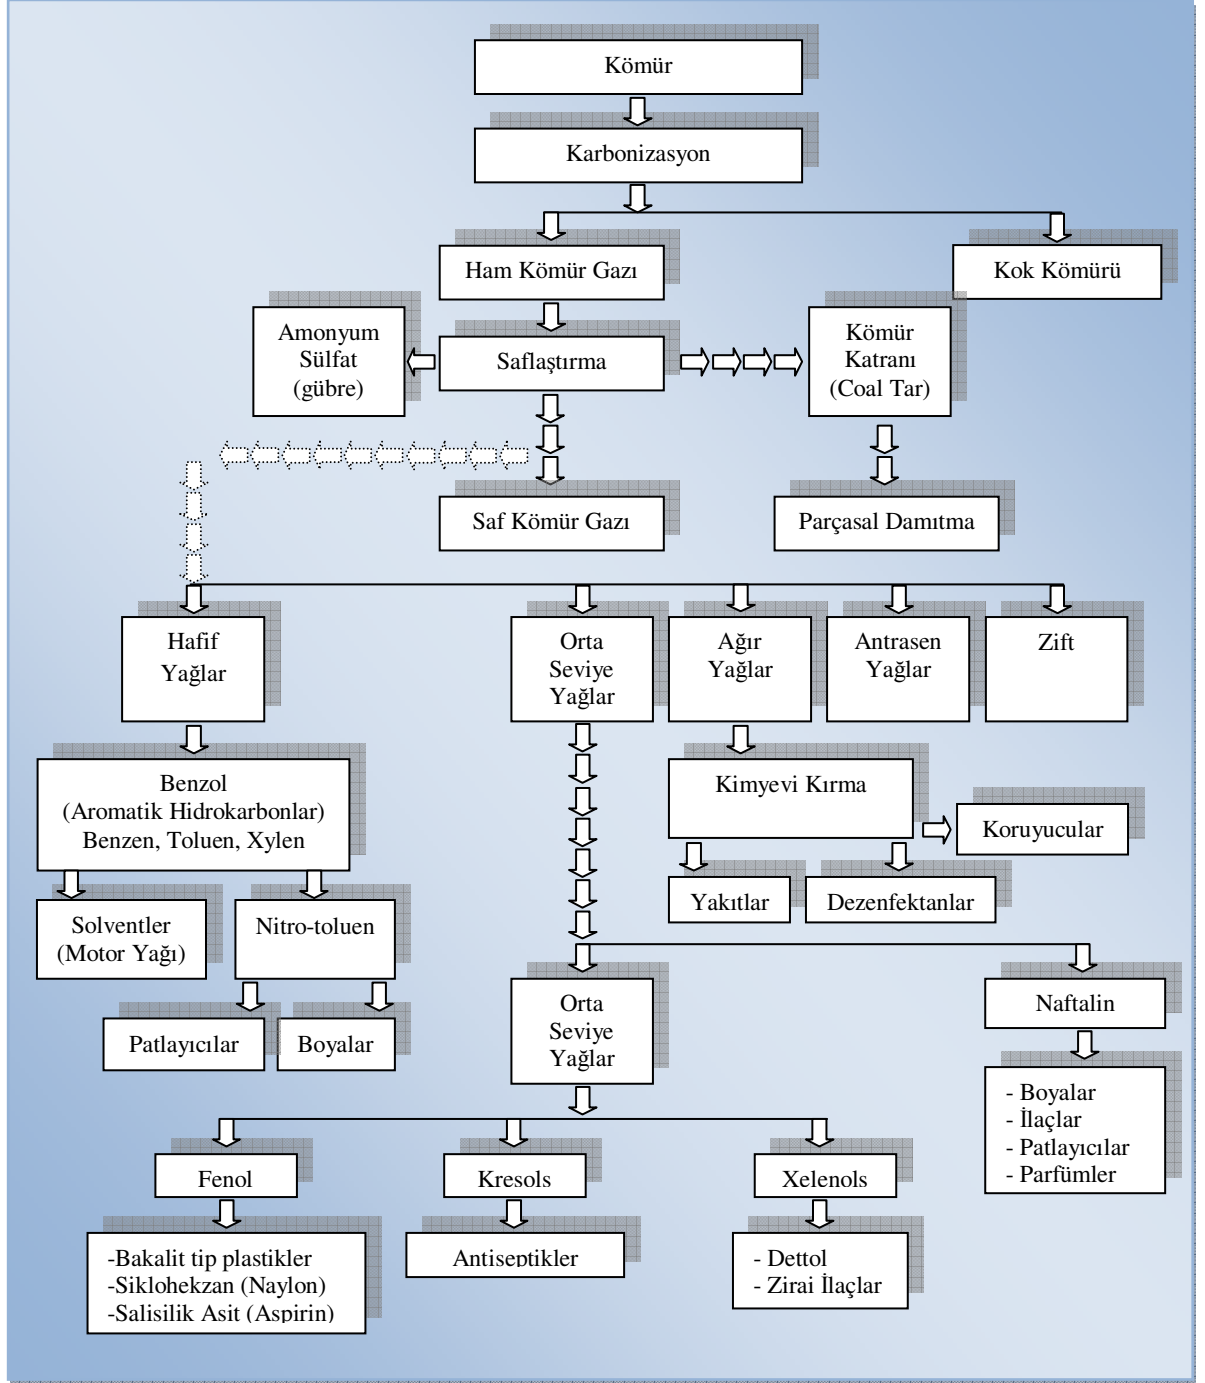 Kömür
Karbonizasyon
Ham Kömür Gazı
Kok Kömürü
Amonyum
Sülfat
(gübre)
Saflaştırma
Kömür
Katranı
(Coal Tar)
Saf Kömür Gazı
Parçasal Damıtma
Hafif
Yağlar
Orta
Seviye
Yağlar
Ağır
Yağlar
Antrasen
Yağlar
Zift
Benzol
(Aromatik Hidrokarbonlar)
Benzen, Toluen, Xylen
Kimyevi Kırma
Koruyucular
Solventler
(Motor Yağı)
Nitro-toluen
Yakıtlar
Dezenfektanlar
Patlayıcılar
Boyalar
Orta
Seviye
Yağlar
Naftalin
- Boyalar
- İlaçlar
- Patlayıcılar
- Parfümler
Fenol
Kresols
Xelenols
-Bakalit tip plastikler
-Siklohekzan (Naylon)
-Salisilik Asit (Aspirin)
Antiseptikler
- Dettol
- Zirai İlaçlar